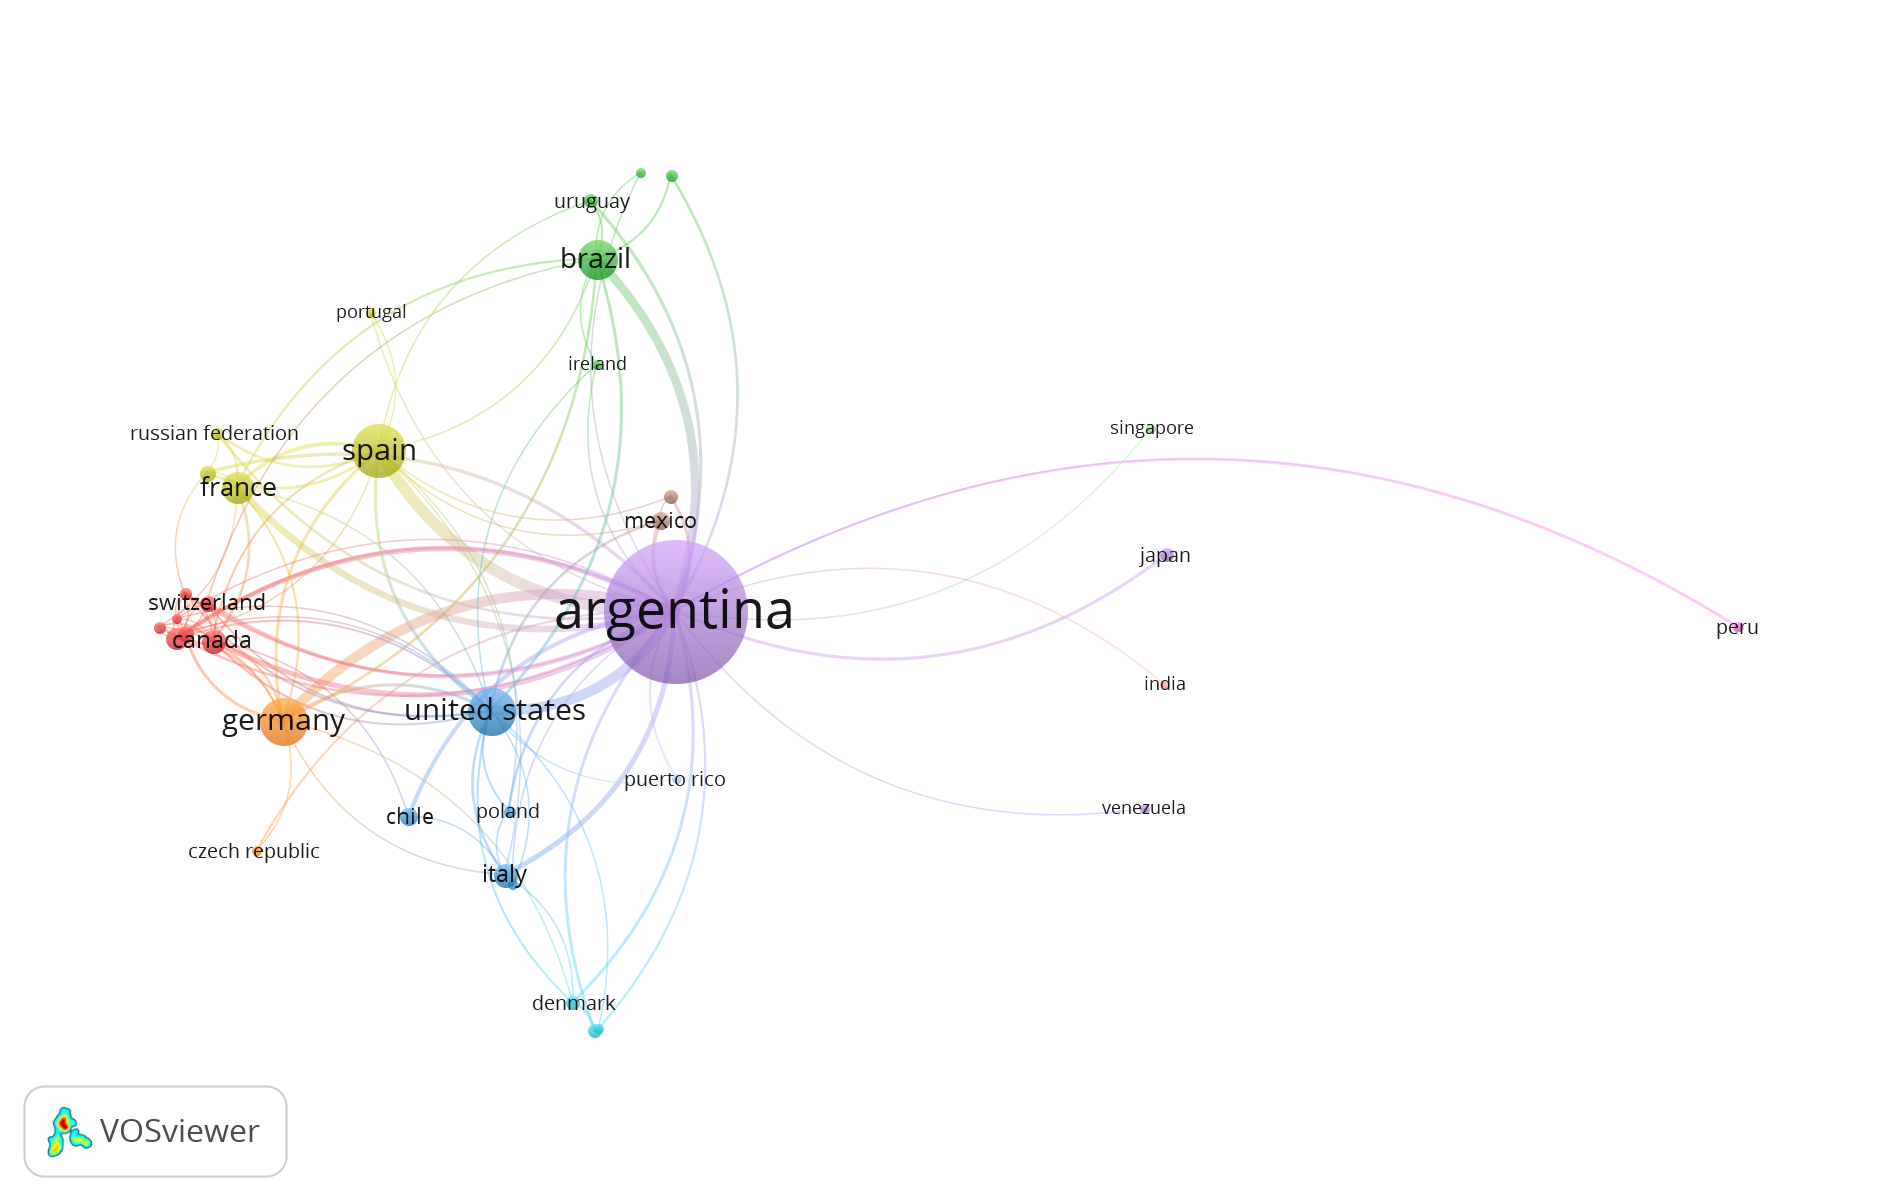 uruguay
brazil
portugal
ireland
russian federation
spain
france
singapore
mexico
japan
switzerland
argentina
peru
canada
india
germany
united states
puerto rico
venezuela
chile
poland
czech republic
italy
denmark
VOSviewer